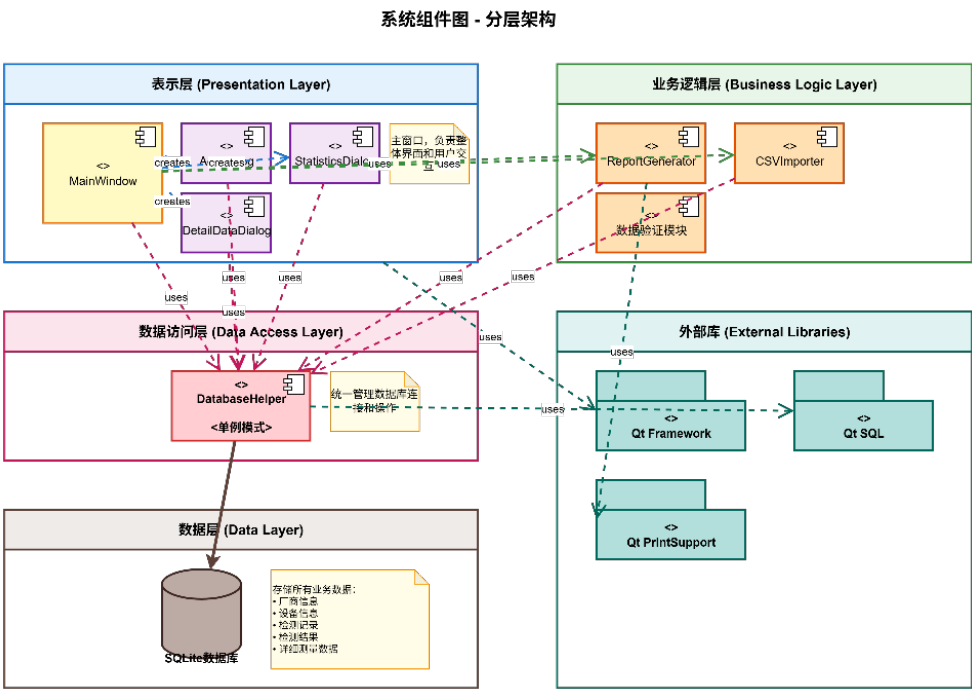 系统组件图 - 分层架构
表示层 (Presentation Layer)
<>
MainWindow
creates
creates
<>
<>
StatisticsDialo
uses
主窗口，负责整
体界面和用户交
互
uses
creates
<>
DetailDataDialog
业务逻辑层 (Business Logic Layer)
<>
ReportGenerator
<>
CSVImporter
<>
数据验证模块
uses
uses
uses
uses
uses
uses
数据访问层 (Data Access Layer)
<>
DatabaseHelper
<单例模式>
统一管理数据库连
接和操作
uses
uses
uses
外部库 (External Libraries)
<>
Qt Framework
<>
Qt SQL
<>
Qt PrintSupport
数据层 (Data Layer)
SQLite数据库
存储所有业务数据：
• 厂商信息
• 设备信息
• 检测记录
• 检测结果
• 详细测量数据